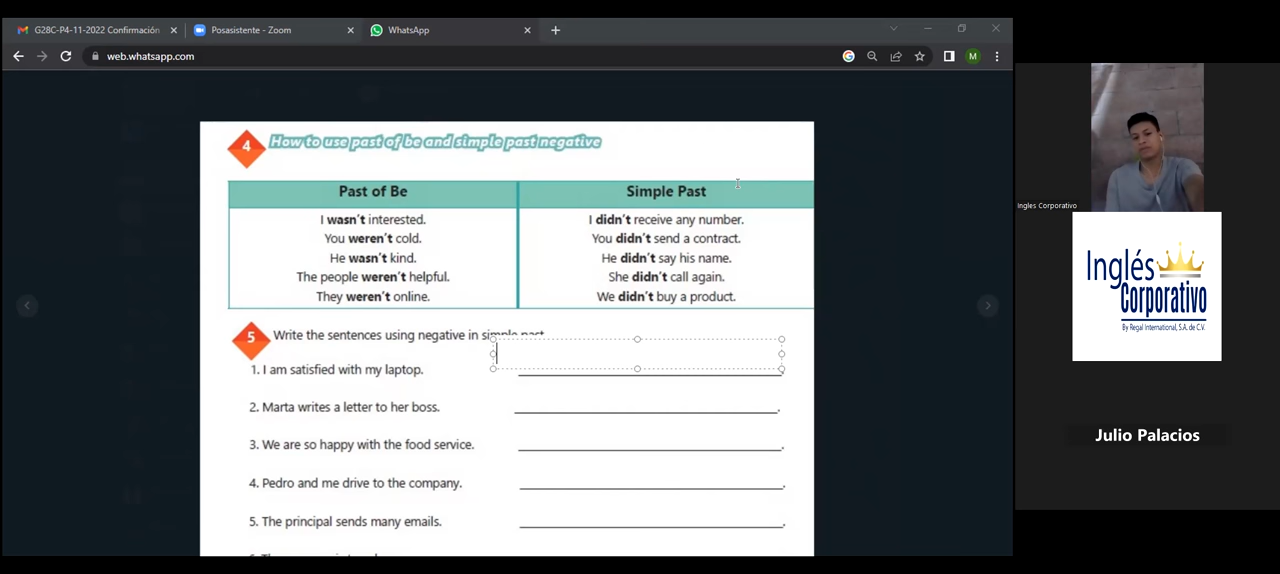 G28C-P4-11-2022 Confirmación
Posasistente - Zoom
WhatsApp
web.whatsapp.com
M
4 How to use past of be and simple past negative
Past of Be
Simple Past
I wasn't interested.
I didn't receive any number.
You weren't cold.
You didn't send a contract.
He wasn't kind.
He didn't say his name.
The people weren't helpful.
She didn't call again.
They weren't online.
We didn't buy a product.
5 Write the sentences using negative in simple past
1. I am satisfied with my laptop.
2. Marta writes a letter to her boss.
3. We are so happy with the food service.
4. Pedro and me drive to the company.
5. The principal sends many emails.
Ingles Corporativo
Inglés
Corporativo
By Regal International, S.A. de C.V.
Julio Palacios